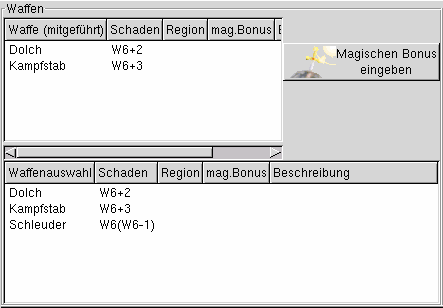 Waffen
Waffe (mitgeführt) Schaden Region mag.Bonus
Dolch W6+2
Kampfstab W6+3
Magischen Bonus
eingeben
Waffenauswahl Schaden Region mag.Bonus Beschreibung
Dolch W6+2
Kampfstab W6+3
Schleuder W6(W6-1)